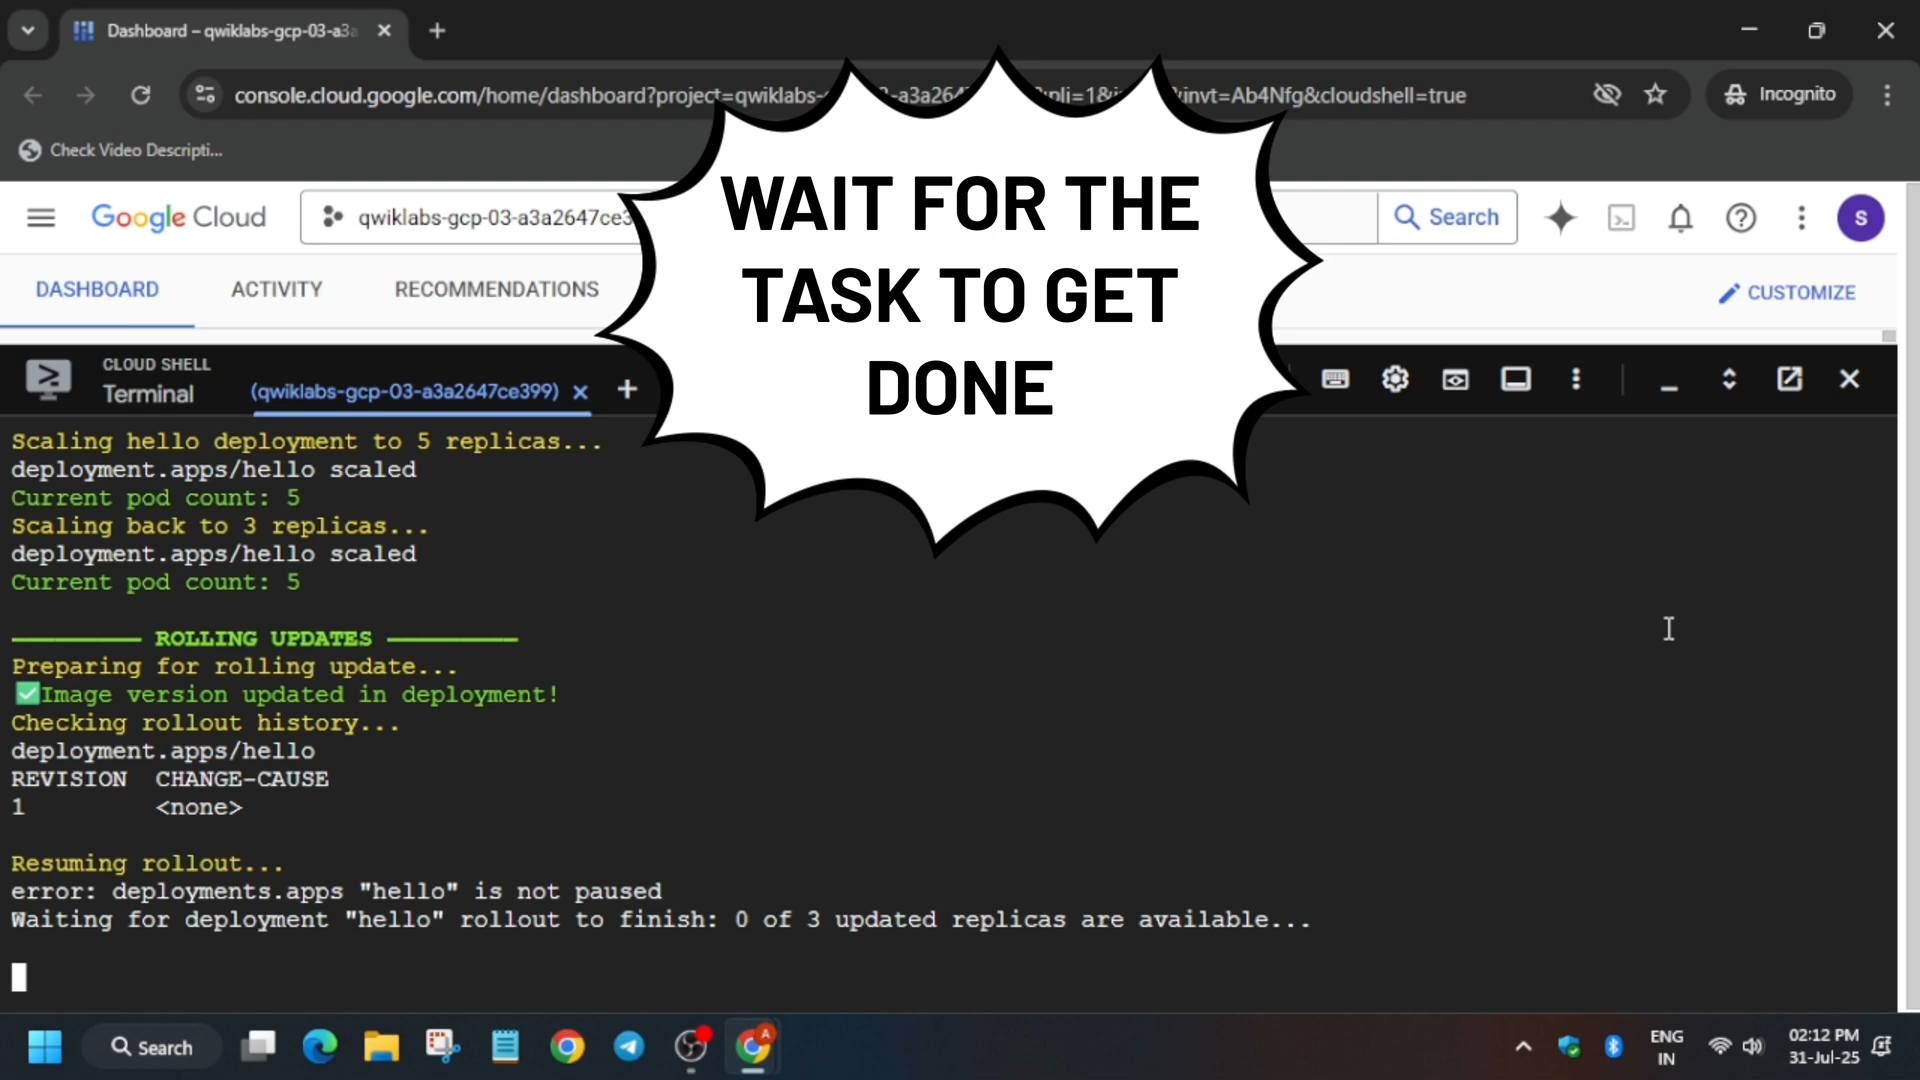 Dashboard – qwiklabs-gcp-03-a3a
console.cloud.google.com/home/dashboard?project=qwiklabs-
-a3a264
pli=1&
invt=Ab4Nfg&cloudshell=true
Incognito
Check Video Descripti...
WAIT FOR THE
TASK TO GET
DONE
Google Cloud
qwiklabs-gcp-03-a3a2647ce3
Search
S
DASHBOARD
ACTIVITY
RECOMMENDATIONS
CUSTOMIZE
CLOUD SHELL
Terminal
(qwiklabs-gcp-03-a3a2647ce399)
Scaling hello deployment to 5 replicas...
deployment.apps/hello scaled
Current pod count: 5
Scaling back to 3 replicas...
deployment.apps/hello scaled
Current pod count: 5
ROLLING UPDATES
Preparing for rolling update...
✅Image version updated in deployment!
Checking rollout history...
deployment.apps/hello
REVISION  CHANGE-CAUSE
1         <none>
Resuming rollout...
error: deployments.apps "hello" is not paused
Waiting for deployment "hello" rollout to finish: 0 of 3 updated replicas are available...
Search
A
ENG
IN
02:12 PM
31-Jul-25